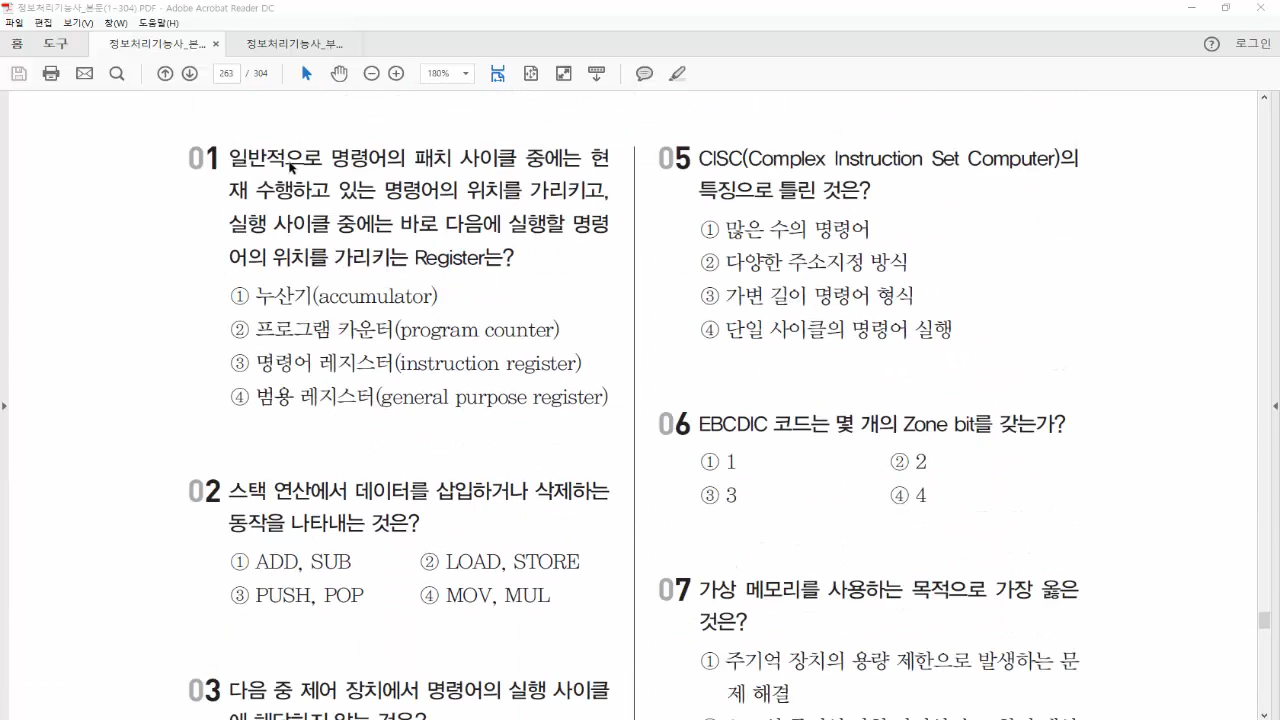 정보처리기능사_본문(1-304) PDF - Adobe Acrobat Reader DC
파일 편집 보기(V) 창(W) 도움말(H)
홈 도구 정보처리기능사_본... × 정보처리기능사_부... 로그인
263 / 304 180%
01 일반적으로 명령어의 패치 사이클 중에는 현
재 수행하고 있는 명령어의 위치를 가리키고,
실행 사이클 중에는 바로 다음에 실행할 명령
어의 위치를 가리키는 Register는?
① 누산기(accumulator)
② 프로그램 카운터(program counter)
③ 명령어 레지스터(instruction register)
④ 범용 레지스터(general purpose register)
02 스택 연산에서 데이터를 삽입하거나 삭제하는
동작을 나타내는 것은?
① ADD, SUB ② LOAD, STORE
③ PUSH, POP ④ MOV, MUL
03 다음 중 제어 장치에서 명령어의 실행 사이클
에 해당하지 않는 것은?
05 CISC(Complex Instruction Set Computer)의
특징으로 틀린 것은?
① 많은 수의 명령어
② 다양한 주소지정 방식
③ 가변 길이 명령어 형식
④ 단일 사이클의 명령어 실행
06 EBCDIC 코드는 몇 개의 Zone bit를 갖는가?
① 1 ② 2
③ 3 ④ 4
07 가상 메모리를 사용하는 목적으로 가장 옳은
것은?
① 주기억 장치의 용량 제한으로 발생하는 문
제 해결